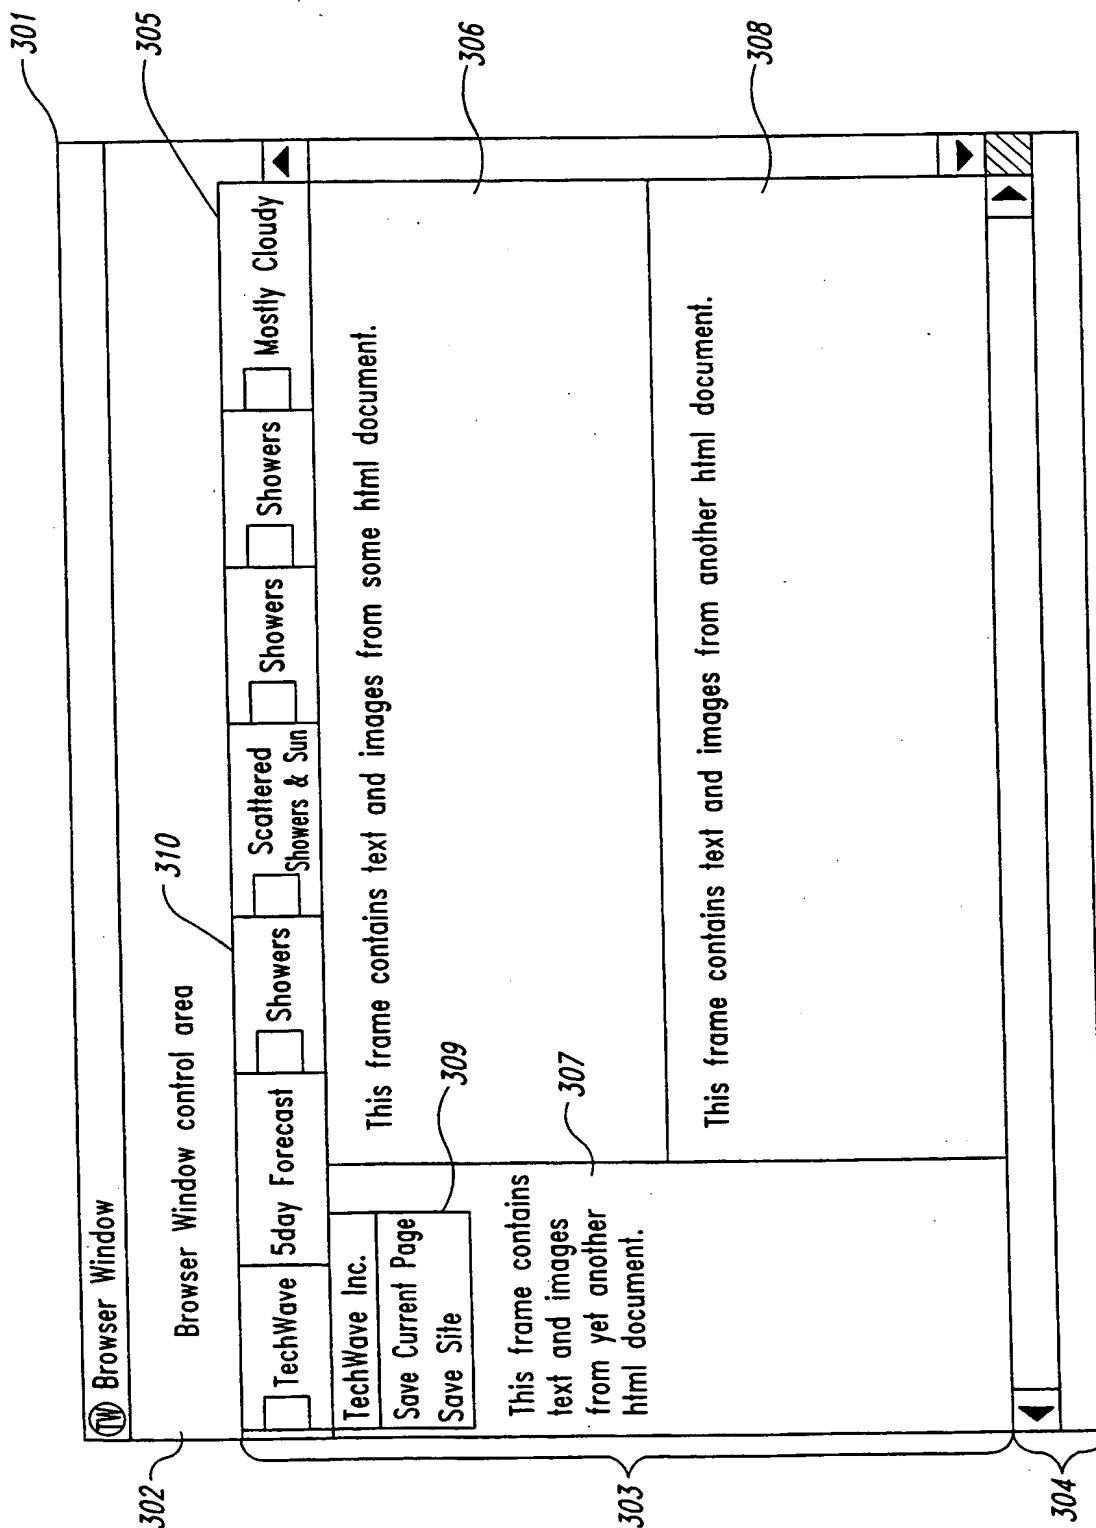 301
TW Browser Window
302
Browser Window control area
310
305
TechWave
5day Forecast
Showers
Scattered
Showers & Sun
Showers
Showers
Mostly Cloudy
TechWave Inc.
Save Current Page
Save Site
309
This frame contains text and images from some html document.
306
This frame contains
text and images
from yet another
html document.
307
This frame contains text and images from another html document.
308
303
304